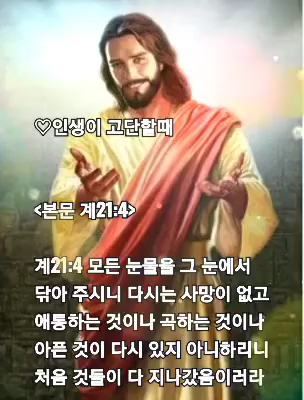 ♡인생이 고단할때
<본문 계21:4>
계21:4 모든 눈물을 그 눈에서
닦아 주시니 다시는 사망이 없고
애통하는 것이나 곡하는 것이나
아픈 것이 다시 있지 아니하리니
처음 것들이 다 지나갔음이러라